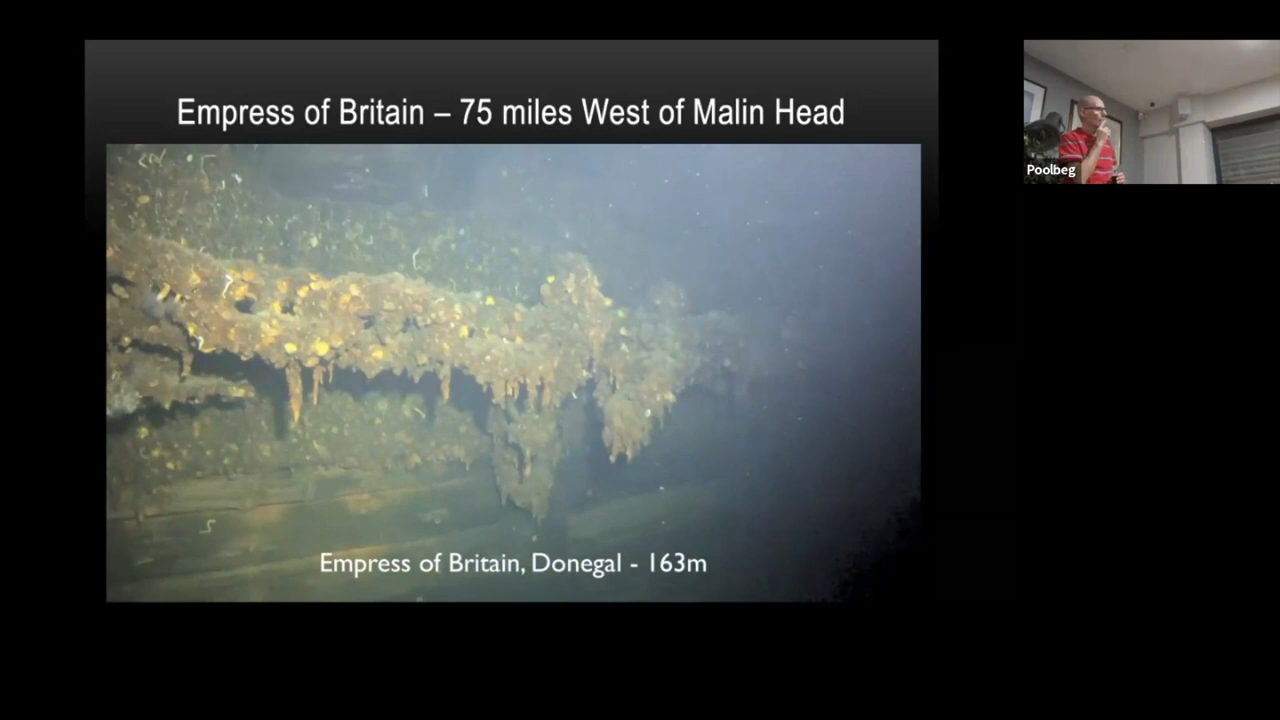 Empress of Britain – 75 miles West of Malin Head
Poolbeg
Empress of Britain, Donegal - 163m